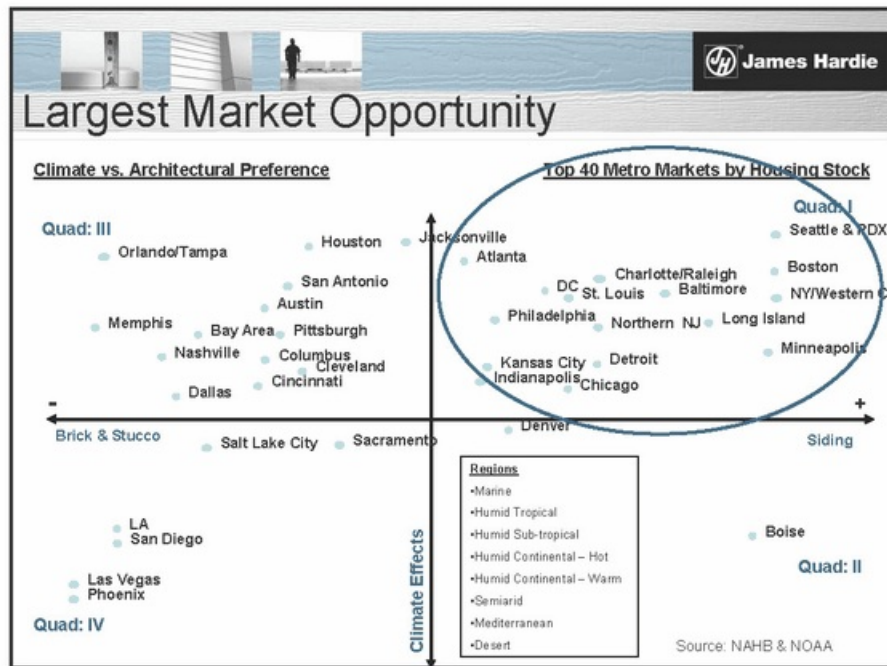 JH James Hardie
Largest Market Opportunity
Climate vs. Architectural Preference
Top 40 Metro Markets by Housing Stock
Quad: III
Quad: I
Orlando/Tampa
Houston
Jacksonville
Atlanta
Seattle & PDX
San Antonio
Charlotte/Raleigh
Boston
Austin
DC
St. Louis
Baltimore
NY/Western C
Memphis
Bay Area
Pittsburgh
Philadelphia
Northern NJ
Long Island
Nashville
Columbus
Cleveland
Kansas City
Detroit
Minneapolis
Dallas
Cincinnati
Indianapolis
Chicago
-
+
Brick & Stucco
Siding
Salt Lake City
Sacramento
Denver
LA
San Diego
Las Vegas
Phoenix
Quad: IV
Climate Effects
Regions
•Marine
•Humid Tropical
•Humid Sub-tropical
•Humid Continental – Hot
•Humid Continental – Warm
•Semiarid
•Mediterranean
•Desert
Boise
Quad: II
Source: NAHB & NOAA